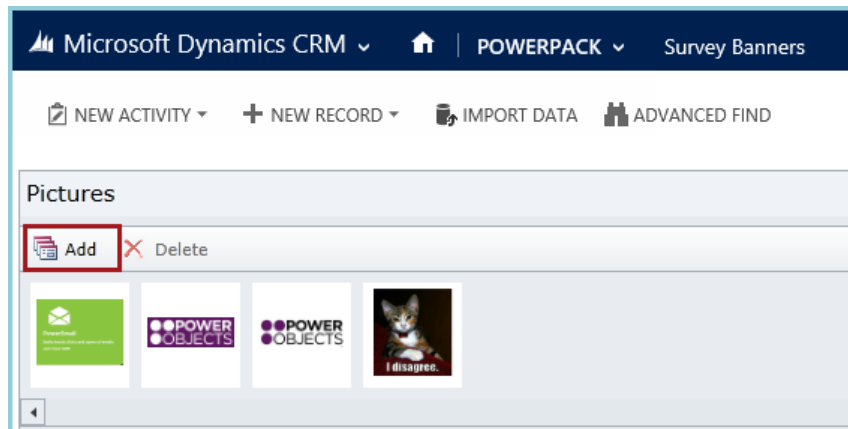 Microsoft Dynamics CRM POWERPACK Survey Banners
NEW ACTIVITY NEW RECORD IMPORT DATA ADVANCED FIND
Pictures
Add Delete
PowerEmail
POWER
OBJECTS
POWER
OBJECTS
I disagree.